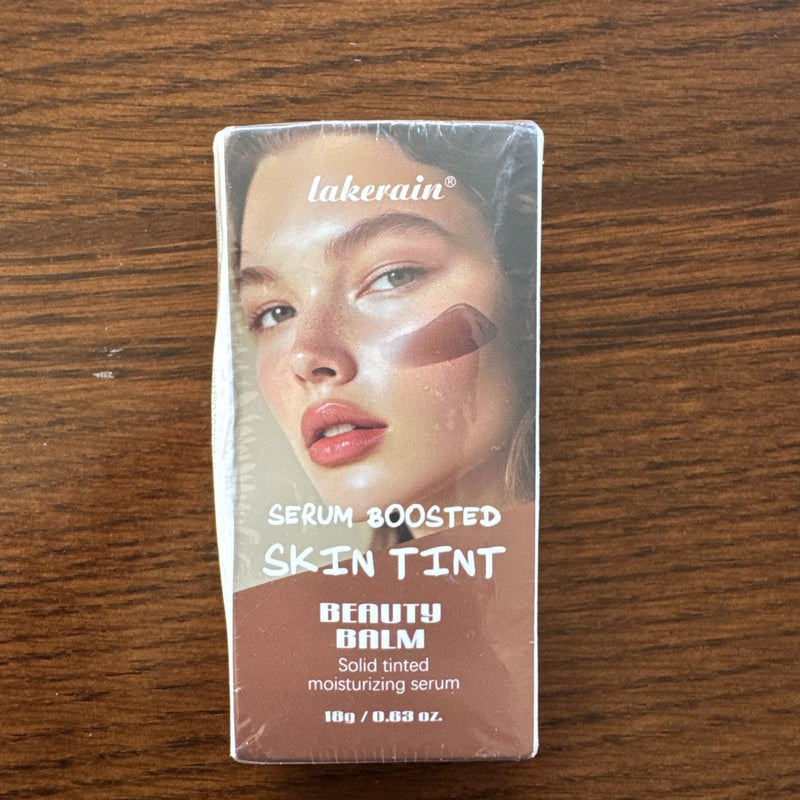 lakerain®
SERUM BOOSTED
SKIN TINT
BEAUTY
BALM
Solid tinted
moisturizing serum
18g / 0.63 oz.